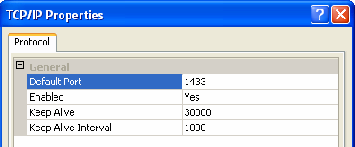 TCP/IP Properties
Protocol
General
Default Port 1433
Enabled Yes
Keep Alive 30000
Keep Alive Interval 1000